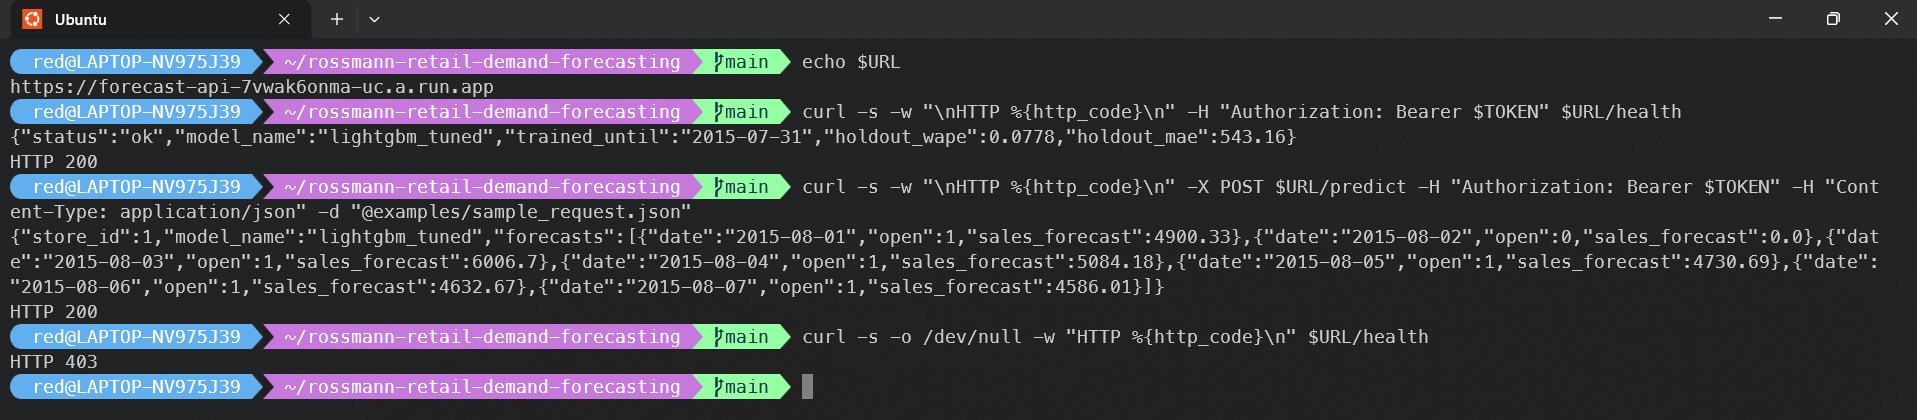 Ubuntu
red@LAPTOP-NV975J39 ~/rossmann-retail-demand-forecasting main echo $URL
https://forecast-api-7vwak6onma-uc.a.run.app
red@LAPTOP-NV975J39 ~/rossmann-retail-demand-forecasting main curl -s -w "\nHTTP %{http_code}\n" -H "Authorization: Bearer $TOKEN" $URL/health
{"status":"ok","model_name":"lightgbm_tuned","trained_until":"2015-07-31","holdout_wape":0.0778,"holdout_mae":543.16}
HTTP 200
red@LAPTOP-NV975J39 ~/rossmann-retail-demand-forecasting main curl -s -w "\nHTTP %{http_code}\n" -X POST $URL/predict -H "Authorization: Bearer $TOKEN" -H "Cont
ent-Type: application/json" -d "@examples/sample_request.json"
{"store_id":1,"model_name":"lightgbm_tuned","forecasts":[{"date":"2015-08-01","open":1,"sales_forecast":4900.33},{"date":"2015-08-02","open":0,"sales_forecast":0.0},{"dat
e":"2015-08-03","open":1,"sales_forecast":6006.7},{"date":"2015-08-04","open":1,"sales_forecast":5084.18},{"date":"2015-08-05","open":1,"sales_forecast":4730.69},{"date":
"2015-08-06","open":1,"sales_forecast":4632.67},{"date":"2015-08-07","open":1,"sales_forecast":4586.01}]}
HTTP 200
red@LAPTOP-NV975J39 ~/rossmann-retail-demand-forecasting main curl -s -o /dev/null -w "HTTP %{http_code}\n" $URL/health
HTTP 403
red@LAPTOP-NV975J39 ~/rossmann-retail-demand-forecasting main